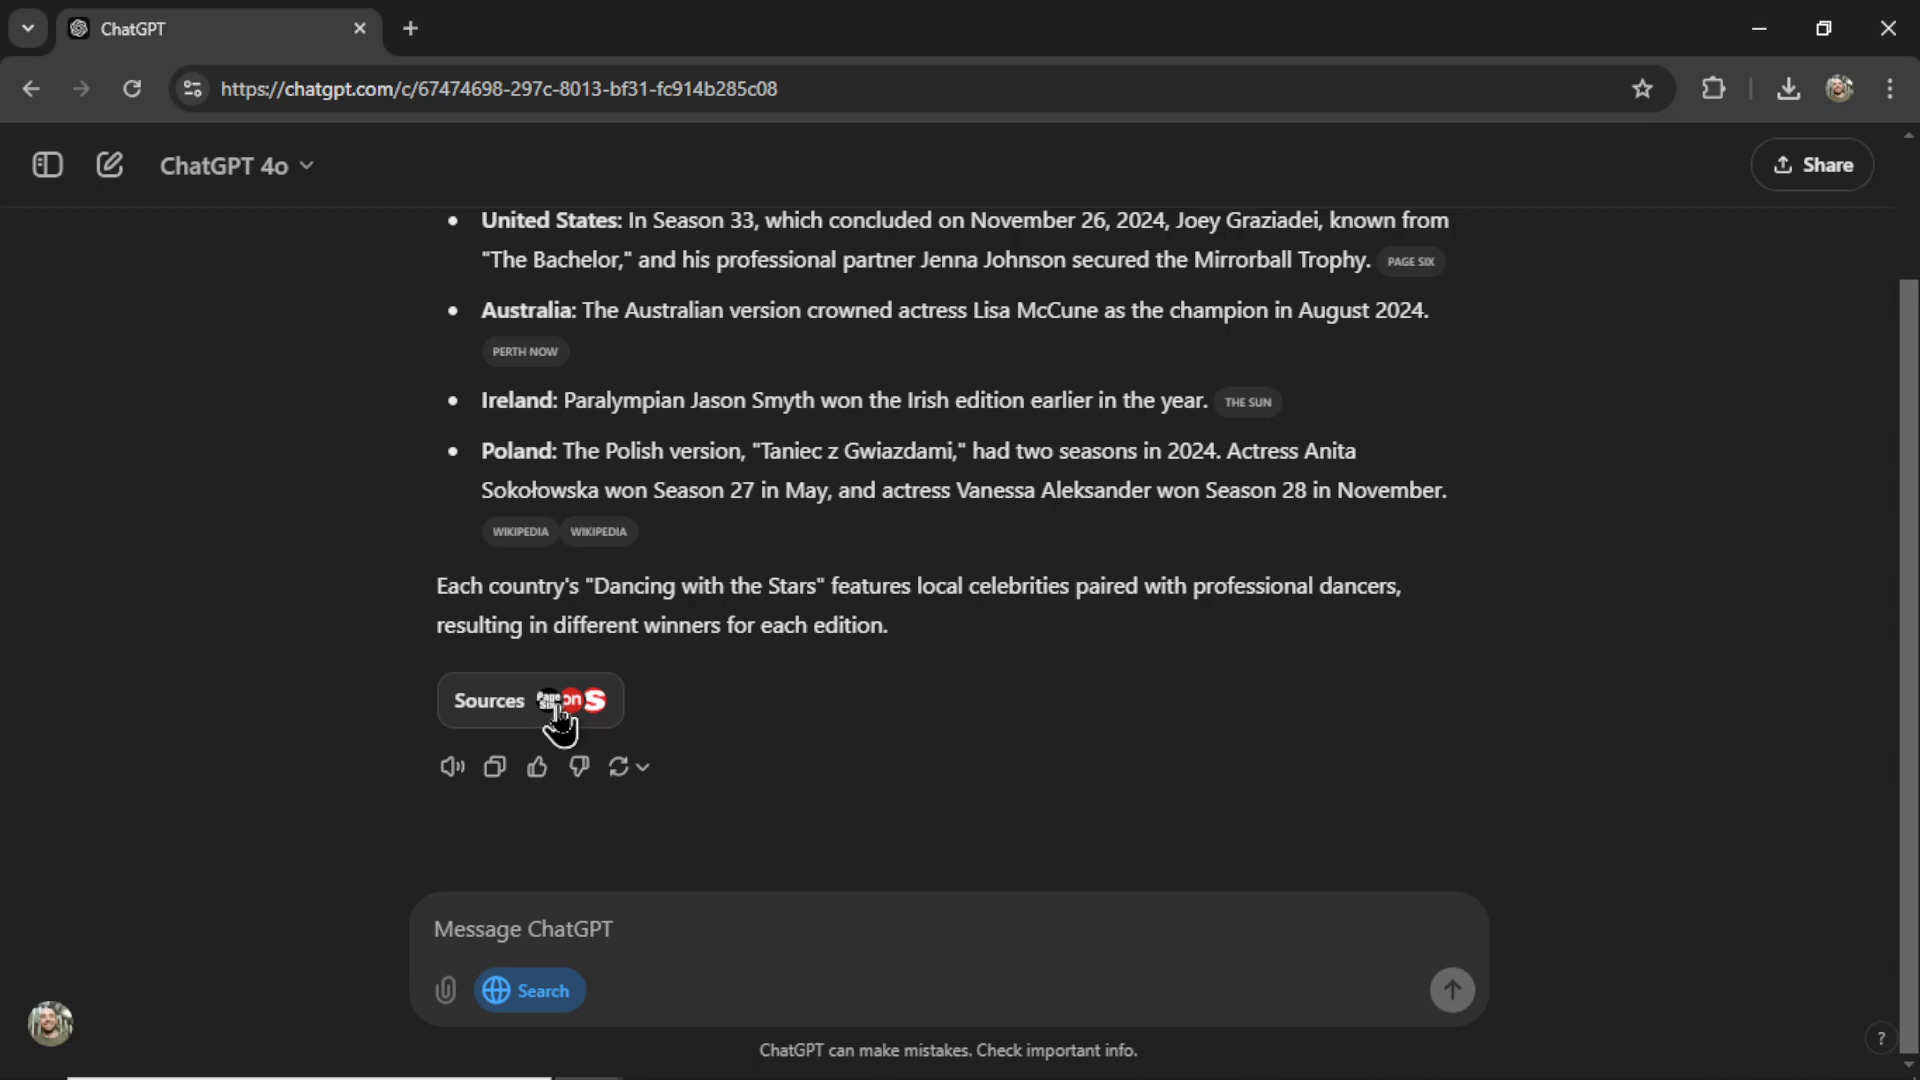 ChatGPT
https://chatgpt.com/c/67474698-297c-8013-bf31-fc914b285c08
ChatGPT 4o
Share
United States: In Season 33, which concluded on November 26, 2024, Joey Graziadei, known from
"The Bachelor," and his professional partner Jenna Johnson secured the Mirrorball Trophy. PAGE SIX
Australia: The Australian version crowned actress Lisa McCune as the champion in August 2024.
PERTH NOW
Ireland: Paralympian Jason Smyth won the Irish edition earlier in the year. THE SUN
Poland: The Polish version, "Taniec z Gwiazdami," had two seasons in 2024. Actress Anita
Sokołowska won Season 27 in May, and actress Vanessa Aleksander won Season 28 in November.
WIKIPEDIA WIKIPEDIA
Each country's "Dancing with the Stars" features local celebrities paired with professional dancers,
resulting in different winners for each edition.
Sources Page Six on S
Message ChatGPT
Search
ChatGPT can make mistakes. Check important info.
?